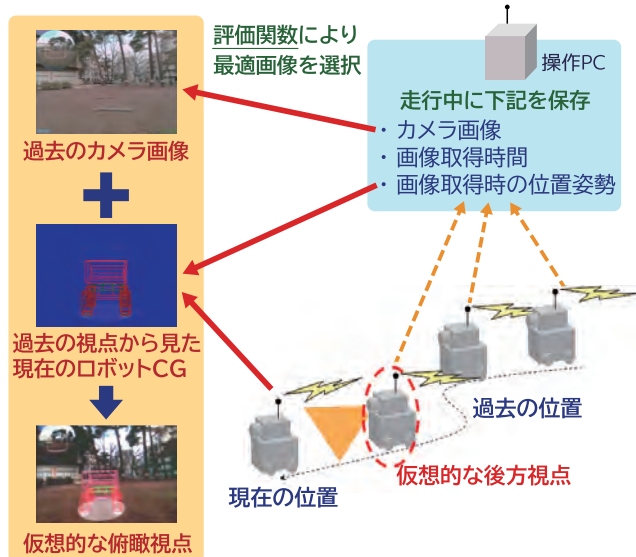 評価関数により
最適画像を選択
操作PC
走行中に下記を保存
・ カメラ画像
・ 画像取得時間
・ 画像取得時の位置姿勢
過去のカメラ画像
過去の視点から見た
現在のロボットCG
仮想的な俯瞰視点
過去の位置
仮想的な後方視点
現在の位置